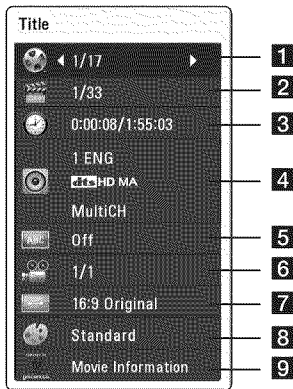 Title
1/17 1
1/33 2
0:00:08/1:55:03 3
1 ENG
dts HD MA 4
MultiCH
ABC Off 5
1/1 6
16:9 Original 7
Standard 8
Movie Information 9